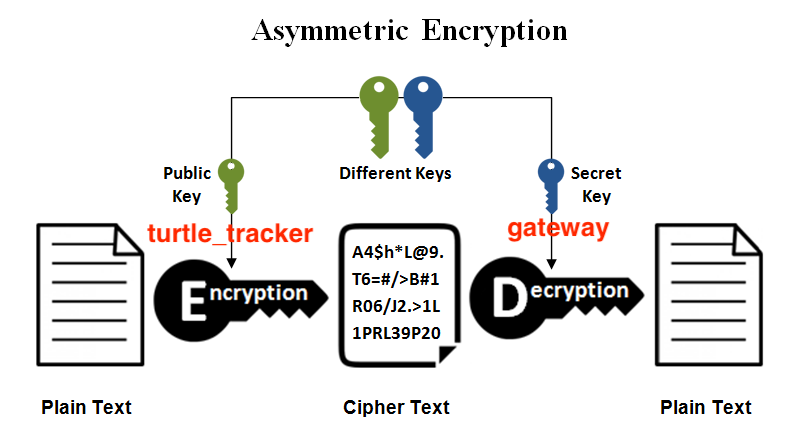 Asymmetric Encryption
Public
Key
Different Keys
Secret
Key
turtle_tracker
gateway
Encryption
A4$h*L@9.
T6=#/>B#1
R06/J2.>1L
1PRL39P20
Decryption
Plain Text
Cipher Text
Plain Text